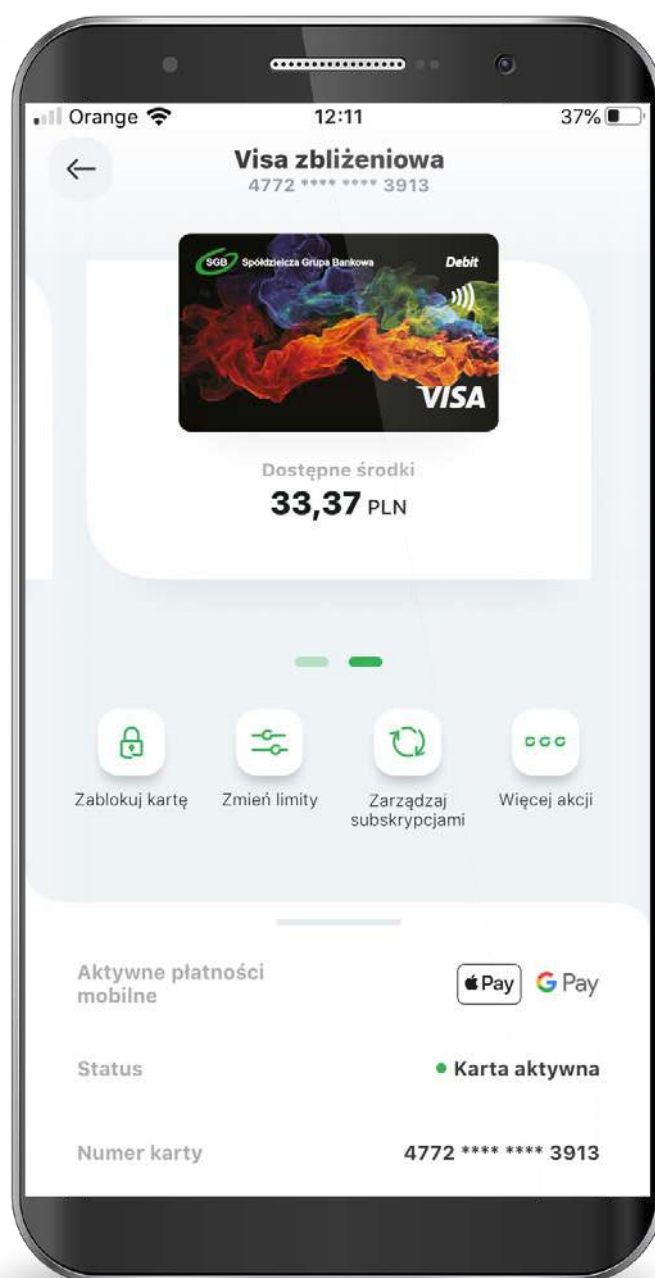 Orange 12:11 37%
Visa zbliżeniowa
4772 **** **** 3913
SGB Spółdzielcza Grupa Bankowa Debit
VISA
Dostępne środki
33,37 PLN
Zablokuj kartę Zmień limity Zarządzaj subskrypcjami Więcej akcji
Aktywne płatności
mobilne
Pay G Pay
Status Karta aktywna
Numer karty 4772 **** **** 3913